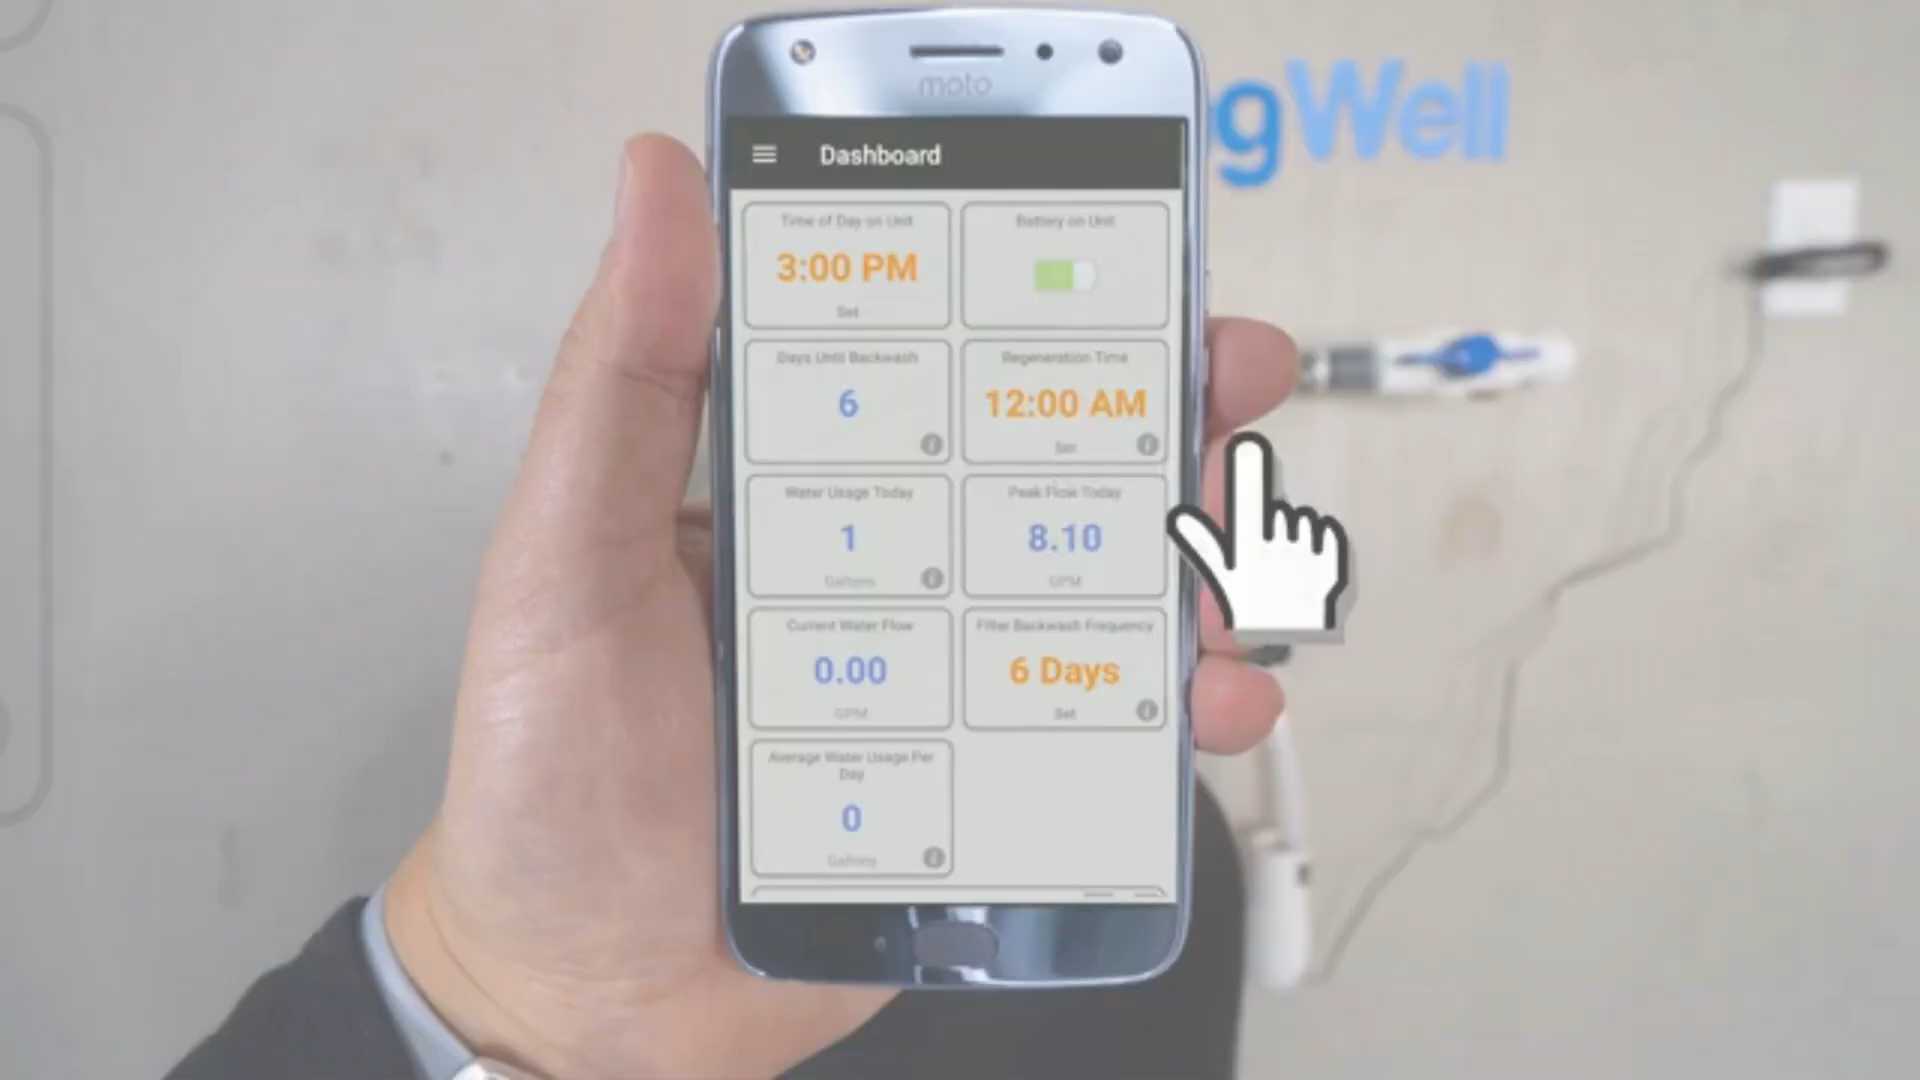 moto
gWell
Dashboard
Time of Day on Unit
3:00 PM
Set
Battery on Unit
Days Until Backwash
6
Regeneration Time
12:00 AM
Set
Water Usage Today
1
Gallons
Peak Flow Today
8.10
GPM
Current Water Flow
0.00
GPM
Filter Backwash Frequency
6 Days
Set
Average Water Usage Per
Day
0
Gallons